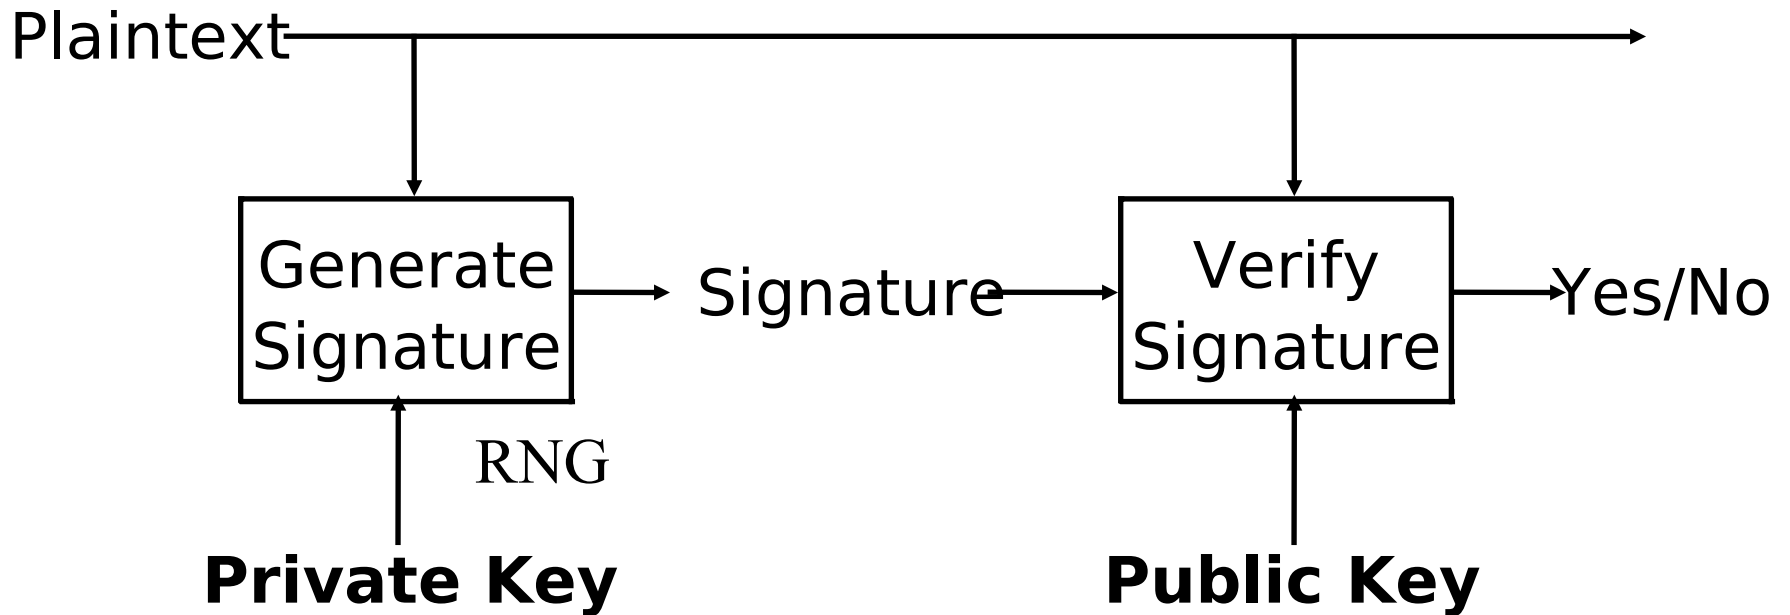 Plaintext
Generate
Signature
Signature
Verify
Signature
Yes/No
RNG
Private Key
Public Key